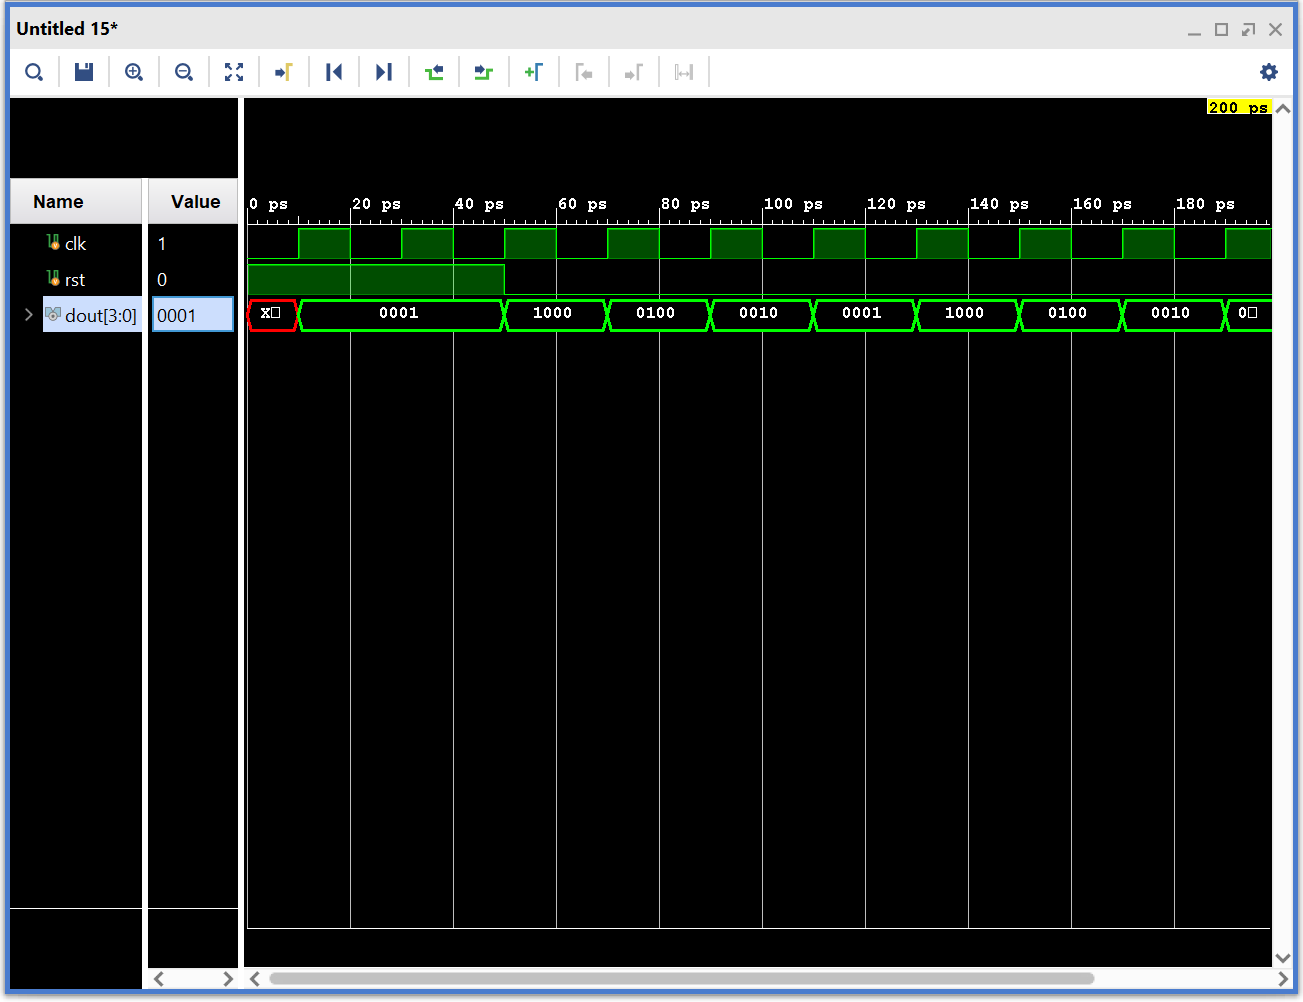 Untitled 15*
200 ps
Name Value
0 ps 20 ps 40 ps 60 ps 80 ps 100 ps 120 ps 140 ps 160 ps 180 ps
clk 1
rst 0
dout[3:0] 0001 X□ 0001 1000 0100 0010 0001 1000 0100 0010 0□